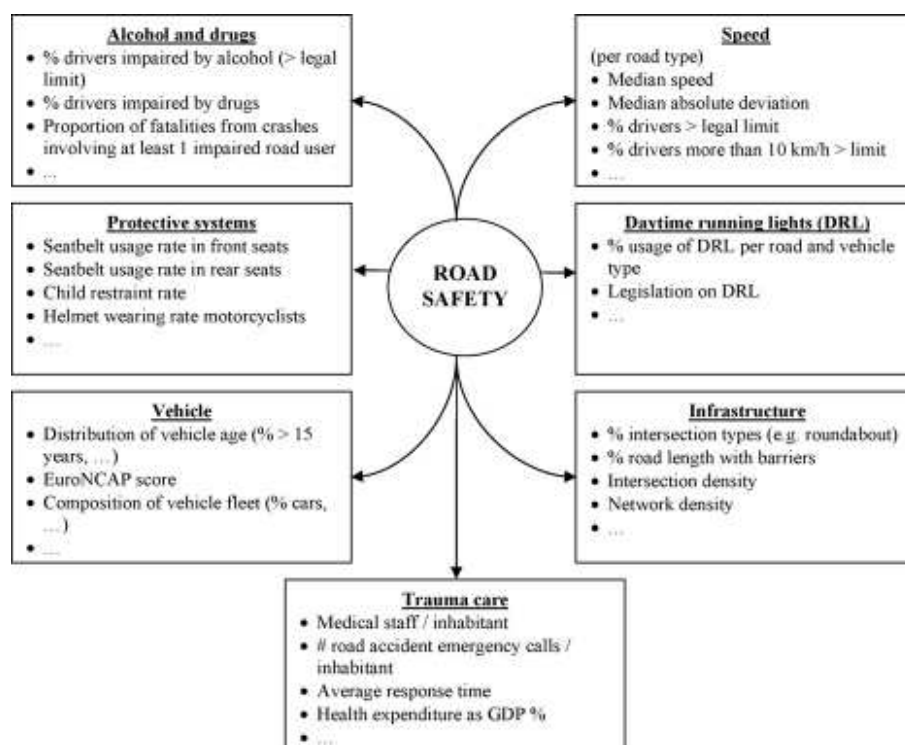 Alcohol and drugs
• % drivers impaired by alcohol (> legal
limit)
• % drivers impaired by drugs
• Proportion of fatalities from crashes
involving at least 1 impaired road user
• ...
Speed
(per road type)
• Median speed
• Median absolute deviation
• % drivers > legal limit
• % drivers more than 10 km/h > limit
• ...
Protective systems
• Seatbelt usage rate in front seats
• Seatbelt usage rate in rear seats
• Child restraint rate
• Helmet wearing rate motorcyclists
• ...
ROAD
SAFETY
Daytime running lights (DRL)
• % usage of DRL per road and vehicle
type
• Legislation on DRL
• ...
Vehicle
• Distribution of vehicle age (% > 15
years, ...)
• EuroNCAP score
• Composition of vehicle fleet (% cars,
...)
• ...
Infrastructure
• % intersection types (e.g. roundabout)
• % road length with barriers
• Intersection density
• Network density
• ...
Trauma care
• Medical staff / inhabitant
• # road accident emergency calls /
inhabitant
• Average response time
• Health expenditure as GDP %
• ...